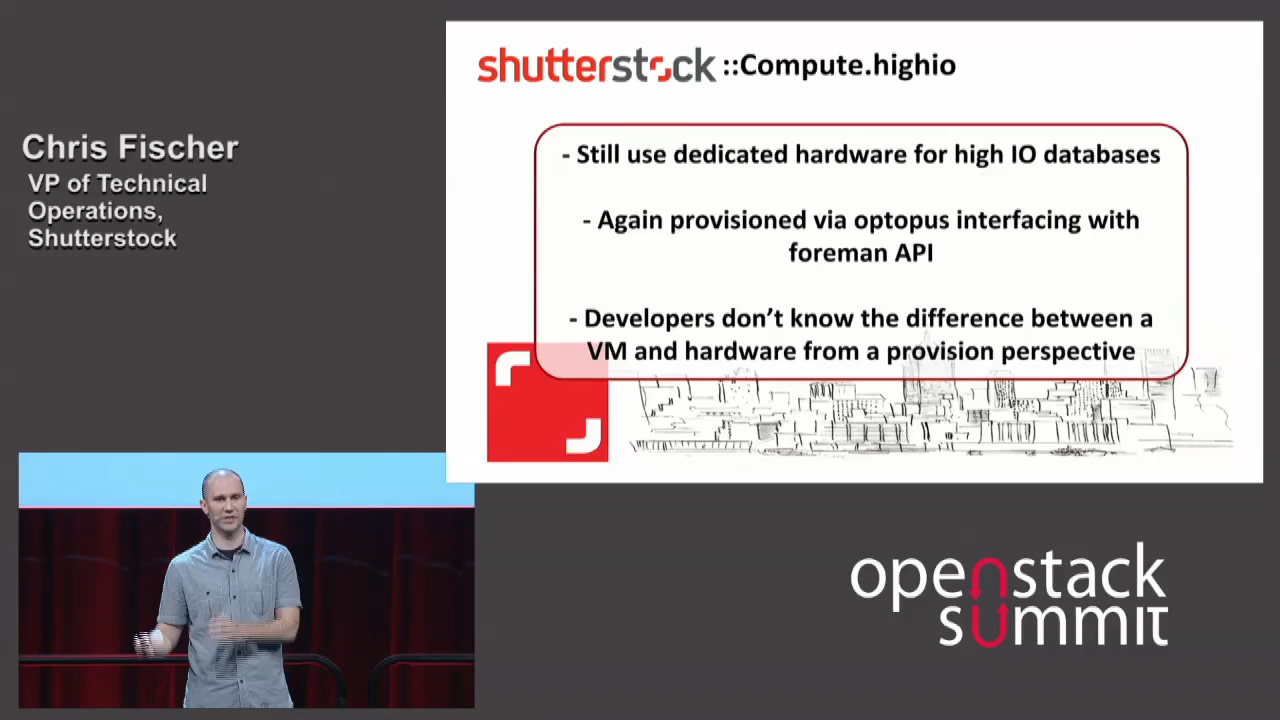 Chris Fischer
VP of Technical
Operations,
Shutterstock
shutterstock ::Compute.highio
- Still use dedicated hardware for high IO databases
- Again provisioned via optopus interfacing with
foreman API
- Developers don’t know the difference between a
VM and hardware from a provision perspective
openstack
summit